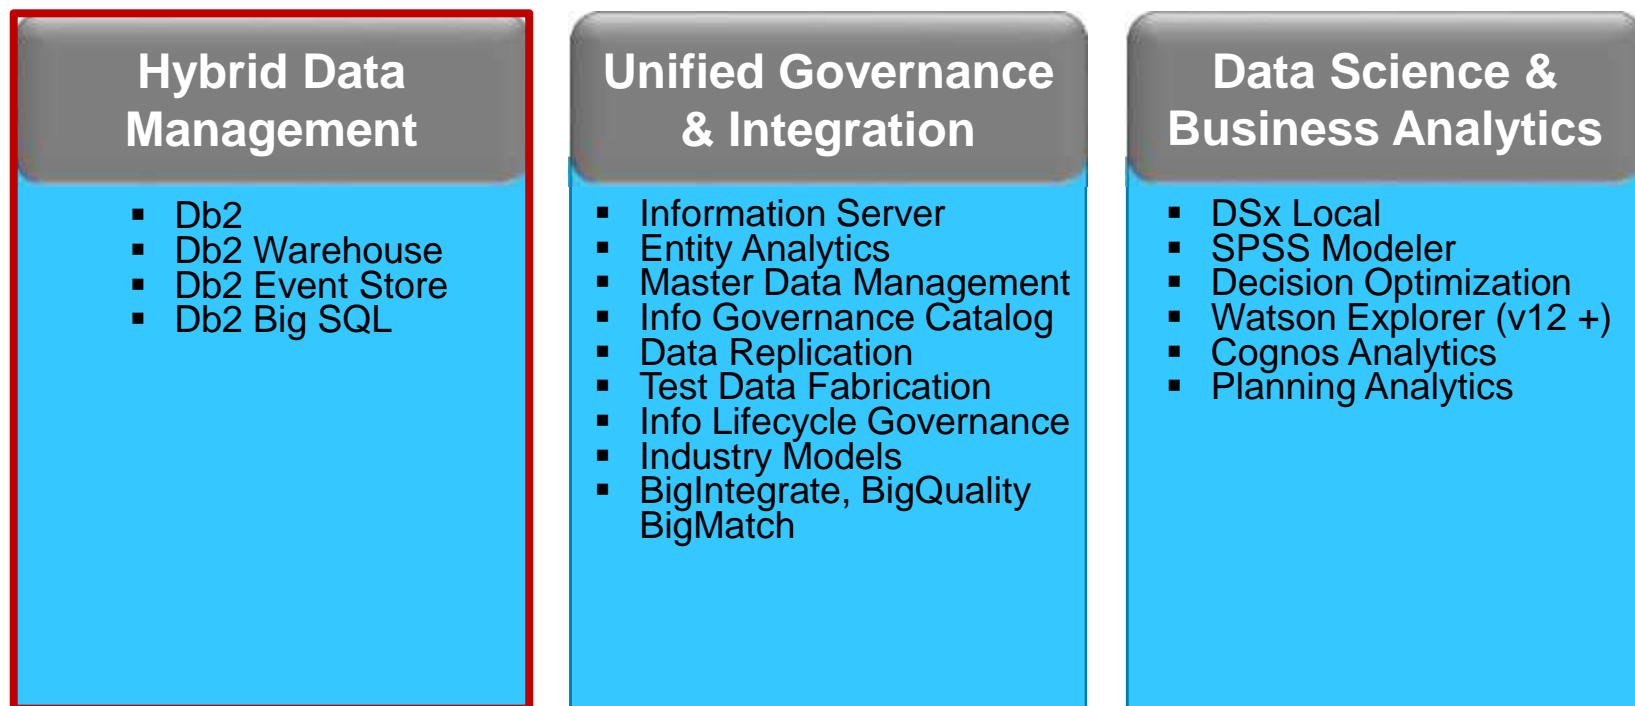 Hybrid Data
Management
▪ Db2
▪ Db2 Warehouse
▪ Db2 Event Store
▪ Db2 Big SQL
Unified Governance
& Integration
▪ Information Server
▪ Entity Analytics
▪ Master Data Management
▪ Info Governance Catalog
▪ Data Replication
▪ Test Data Fabrication
▪ Info Lifecycle Governance
▪ Industry Models
▪ BigIntegrate, BigQuality
BigMatch
Data Science &
Business Analytics
▪ DSx Local
▪ SPSS Modeler
▪ Decision Optimization
▪ Watson Explorer (v12 +)
▪ Cognos Analytics
▪ Planning Analytics